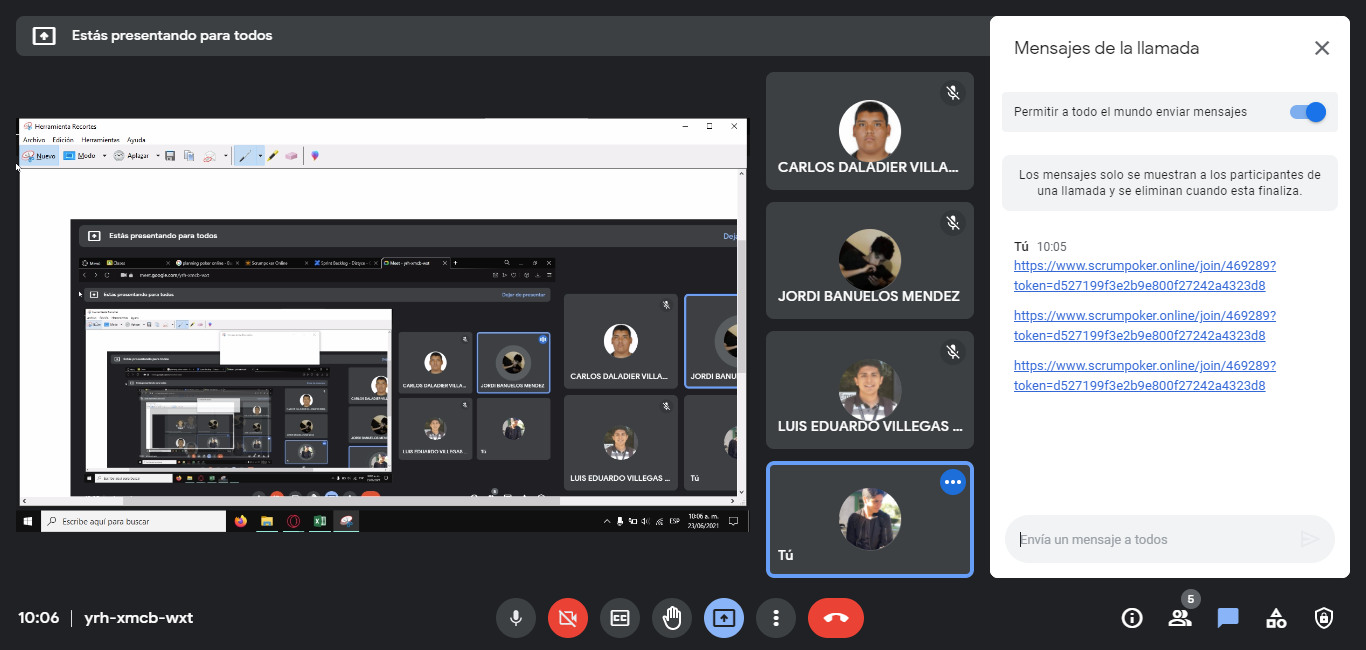 Estás presentando para todos
Herramienta Recortes
Archivo Edición Herramientas Ayuda
Nuevo Modo Aplazar
Estás presentando para todos
Meet - yrh-xmcb-wxt
meet.google.com/yrh-xmcb-wxt
Estás presentando para todos
Dejar de presentar
CARLOS DALADIER VILLA...
JORDI BANUELOS MENDEZ
LUIS EDUARDO VILLEGAS ...
Tú
CARLOS DALADIER VILLA...
JORDI BANU
LUIS EDUARDO VILLEGAS ...
Tú
Escribe aquí para buscar
ESP
10:06 a. m.
23/06/2021
CARLOS DALADIER VILLA...
JORDI BANUELOS MENDEZ
LUIS EDUARDO VILLEGAS ...
Tú
Mensajes de la llamada
Permitir a todo el mundo enviar mensajes
Los mensajes solo se muestran a los participantes de
una llamada y se eliminan cuando esta finaliza.
Tú 10:05
https://www.scrumpoker.online/join/469289?
token=d527199f3e2b9e800f27242a4323d8
https://www.scrumpoker.online/join/469289?
token=d527199f3e2b9e800f27242a4323d8
https://www.scrumpoker.online/join/469289?
token=d527199f3e2b9e800f27242a4323d8
Envía un mensaje a todos
10:06 | yrh-xmcb-wxt
5